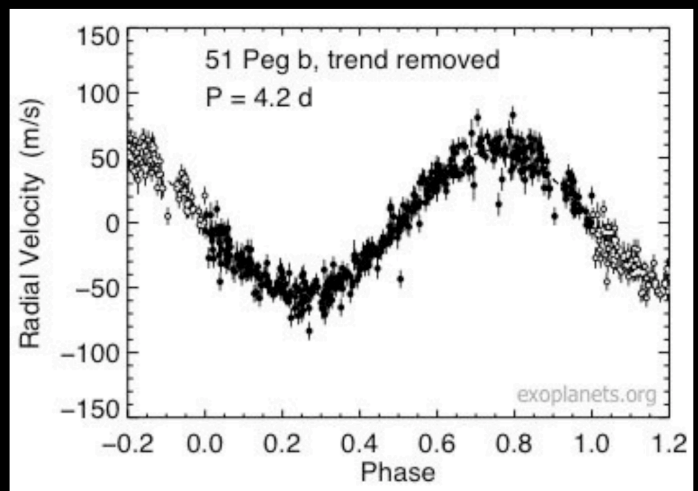 51 Peg b, trend removed
P = 4.2 d
150
100
50
0
−50
−100
−150
Radial Velocity (m/s)
exoplanets.org
−0.2 0.0 0.2 0.4 0.6 0.8 1.0 1.2
Phase